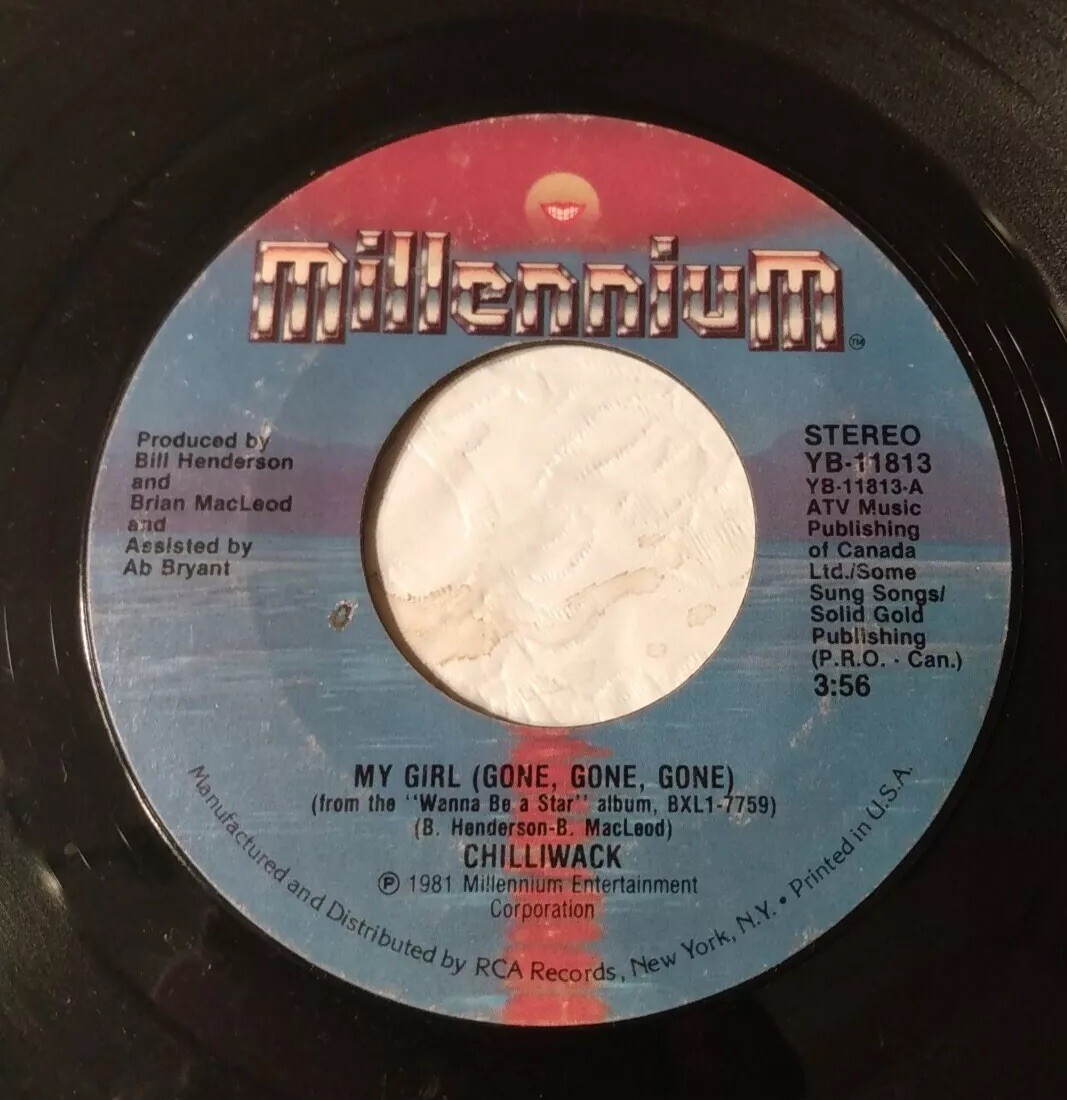 millennium
TM
Produced by
Bill Henderson
and
Brian MacLeod
and
Assisted by
Ab Bryant
STEREO
YB-11813
YB-11813-A
ATV Music
Publishing
of Canada
Ltd./Some
Sung Songs/
Solid Gold
Publishing
(P.R.O. - Can.)
3:56
MY GIRL (GONE, GONE, GONE)
(from the "Wanna Be a Star" album, BXL1-7759)
(B. Henderson-B. MacLeod)
CHILLIWACK
℗ 1981 Millennium Entertainment
Corporation
Manufactured and Distributed by RCA Records, New York, N.Y. • Printed in U.S.A.